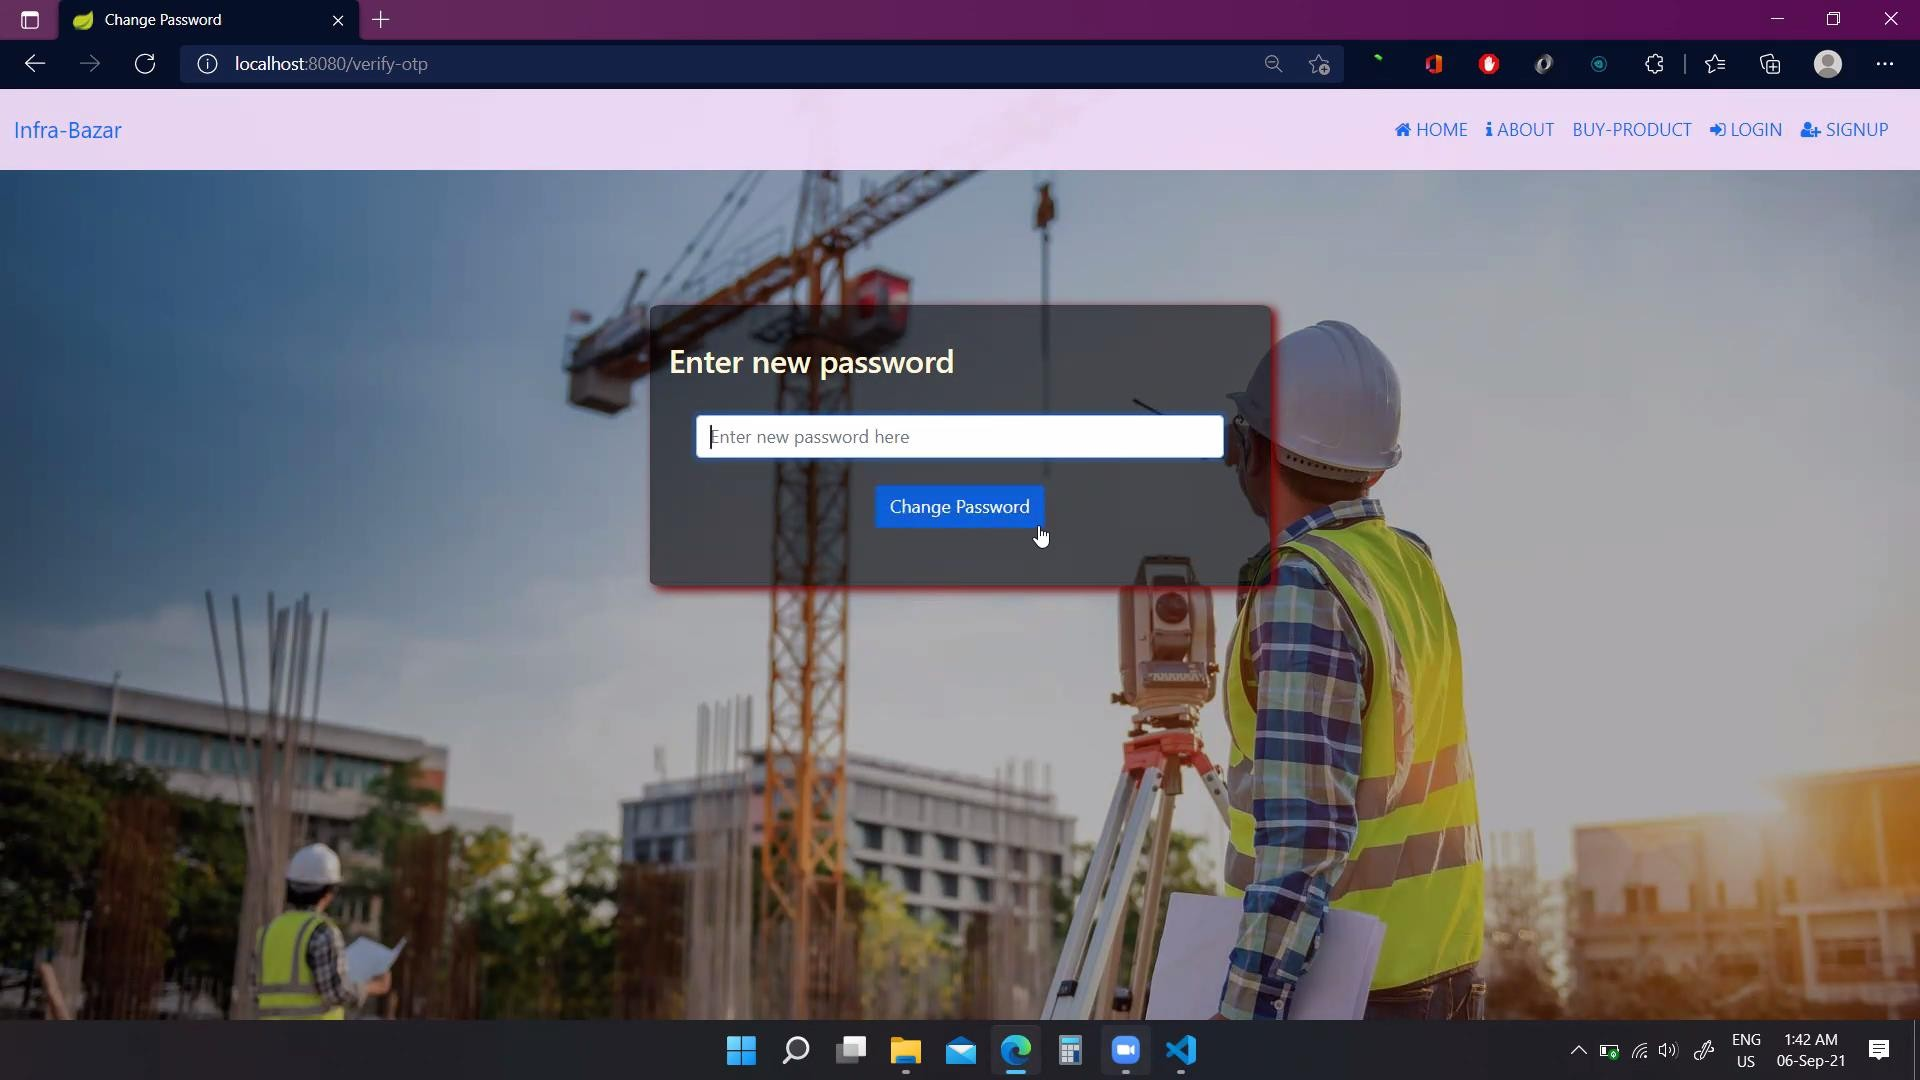 Change Password
localhost:8080/verify-otp
Infra-Bazar
HOME
ABOUT
BUY-PRODUCT
LOGIN
SIGNUP
Enter new password
Enter new password here
Change Password
ENG
US
1:42 AM
06-Sep-21